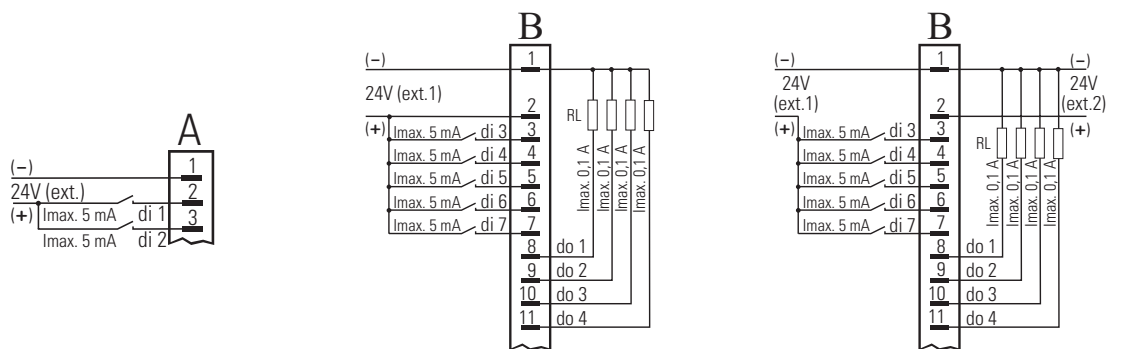 A
(−)
1
24V (ext.)
2
(+)
Imax. 5 mA
di 1
3
Imax. 5 mA
di 2
B
(−)
1
24V (ext.1)
2
RL
(+)
Imax. 5 mA
di 3
3
Imax. 5 mA
di 4
4
Imax. 5 mA
di 5
5
Imax. 5 mA
di 6
6
Imax. 5 mA
di 7
7
Imax. 0,1 A
Imax. 0,1 A
Imax. 0,1 A
Imax. 0,1 A
8
do 1
9
do 2
10
do 3
11
do 4
B
(−)
1
(−)
24V
(ext.1)
24V
(ext.2)
2
(+)
(+)
RL
Imax. 5 mA
di 3
3
Imax. 5 mA
di 4
4
Imax. 5 mA
di 5
5
Imax. 5 mA
di 6
6
Imax. 5 mA
di 7
7
Imax. 0,1 A
Imax. 0,1 A
Imax. 0,1 A
Imax. 0,1 A
8
do 1
9
do 2
10
do 3
11
do 4